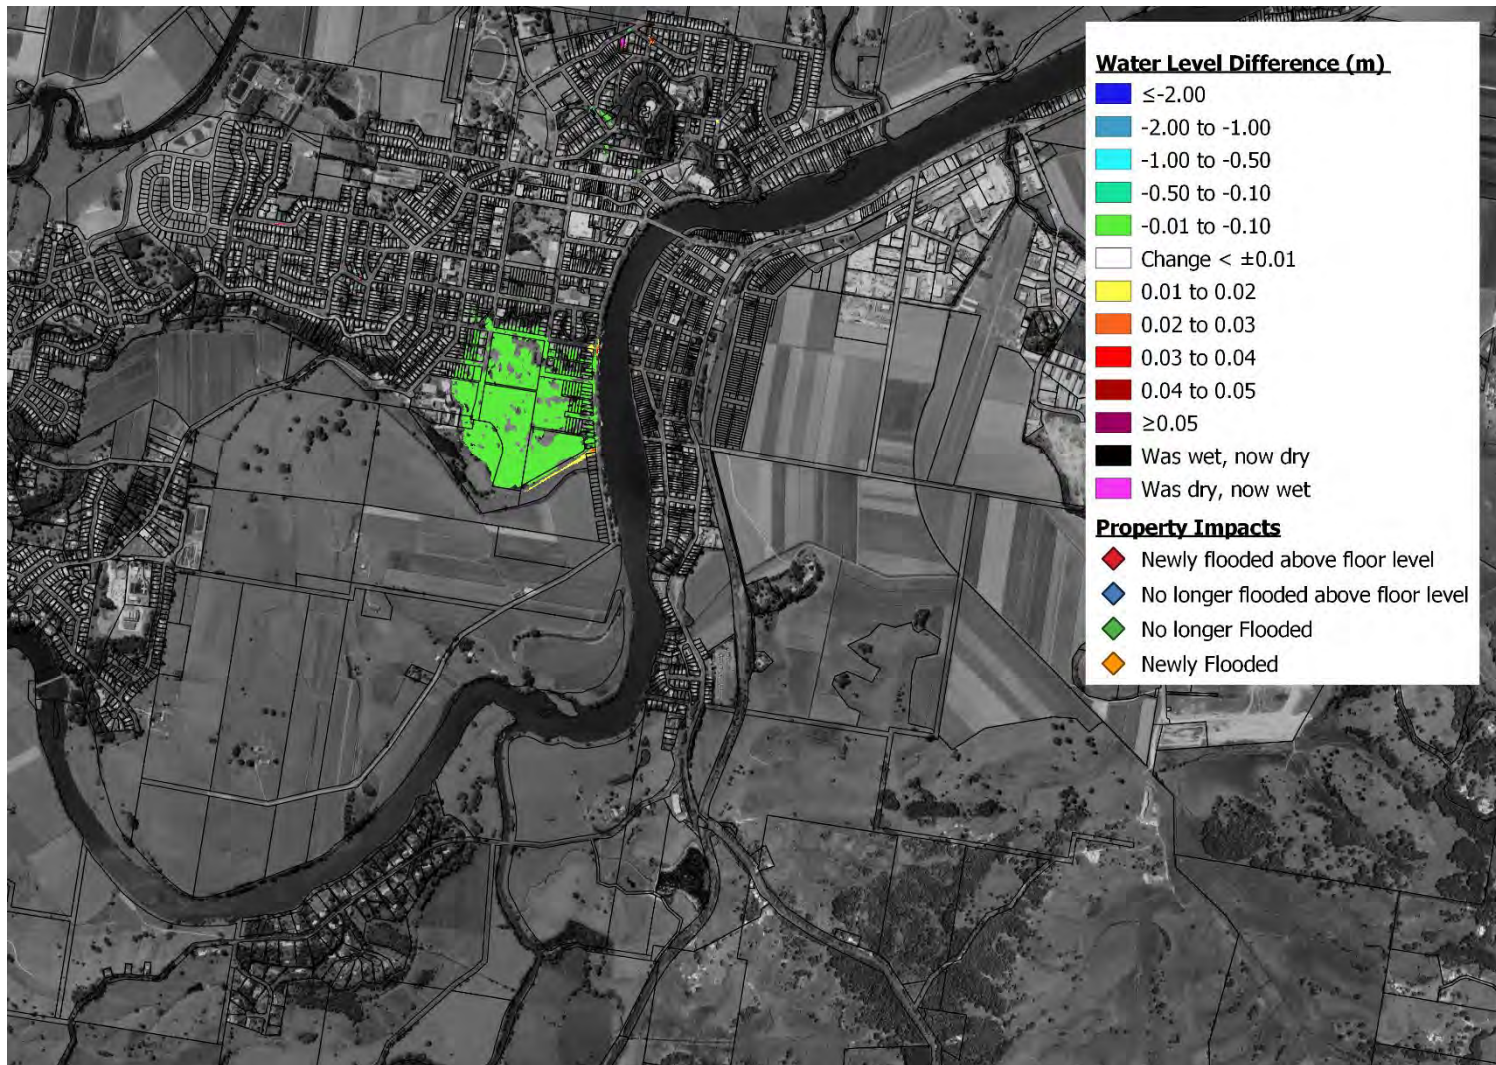 Water Level Difference (m)
≤-2.00
-2.00 to -1.00
-1.00 to -0.50
-0.50 to -0.10
-0.01 to -0.10
Change < ±0.01
0.01 to 0.02
0.02 to 0.03
0.03 to 0.04
0.04 to 0.05
≥0.05
Was wet, now dry
Was dry, now wet
Property Impacts
Newly flooded above floor level
No longer flooded above floor level
No longer Flooded
Newly Flooded